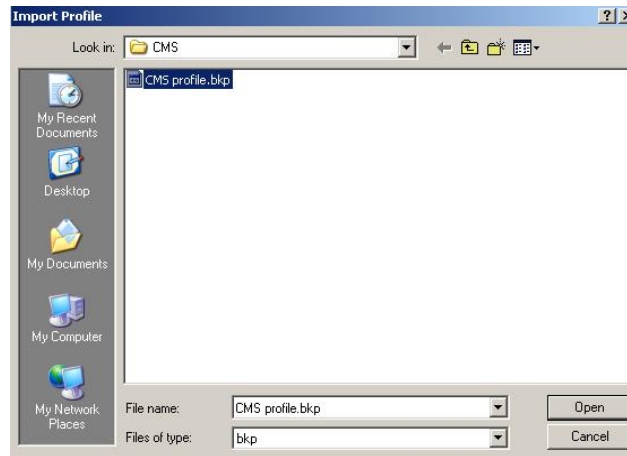 Import Profile
Look in: CMS
CMS profile.bkp
My Recent
Documents
Desktop
My Documents
My Computer
My Network
Places
File name: CMS profile.bkp Open
Files of type: bkp Cancel